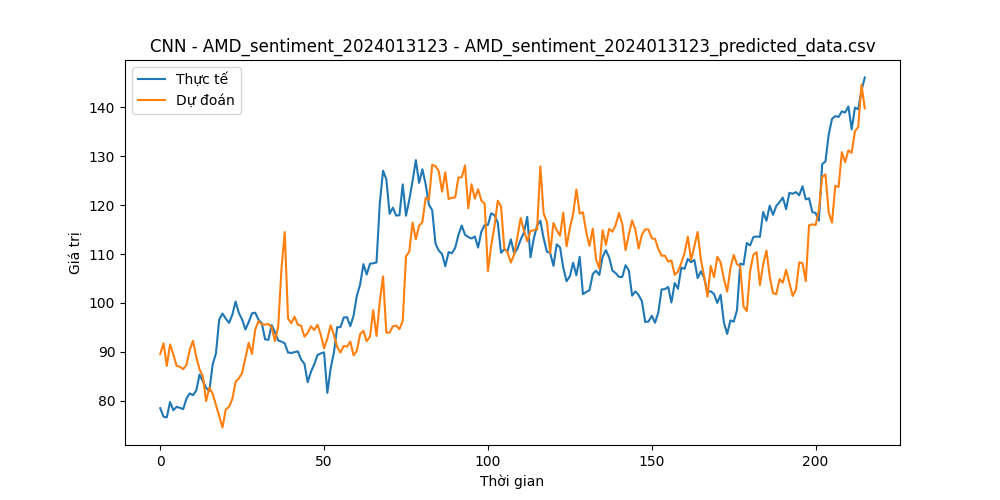 CNN - AMD_sentiment_2024013123 - AMD_sentiment_2024013123_predicted_data.csv
Thực tế
Dự đoán
Giá trị
140
130
120
110
100
90
80
0 50 100 150 200
Thời gian